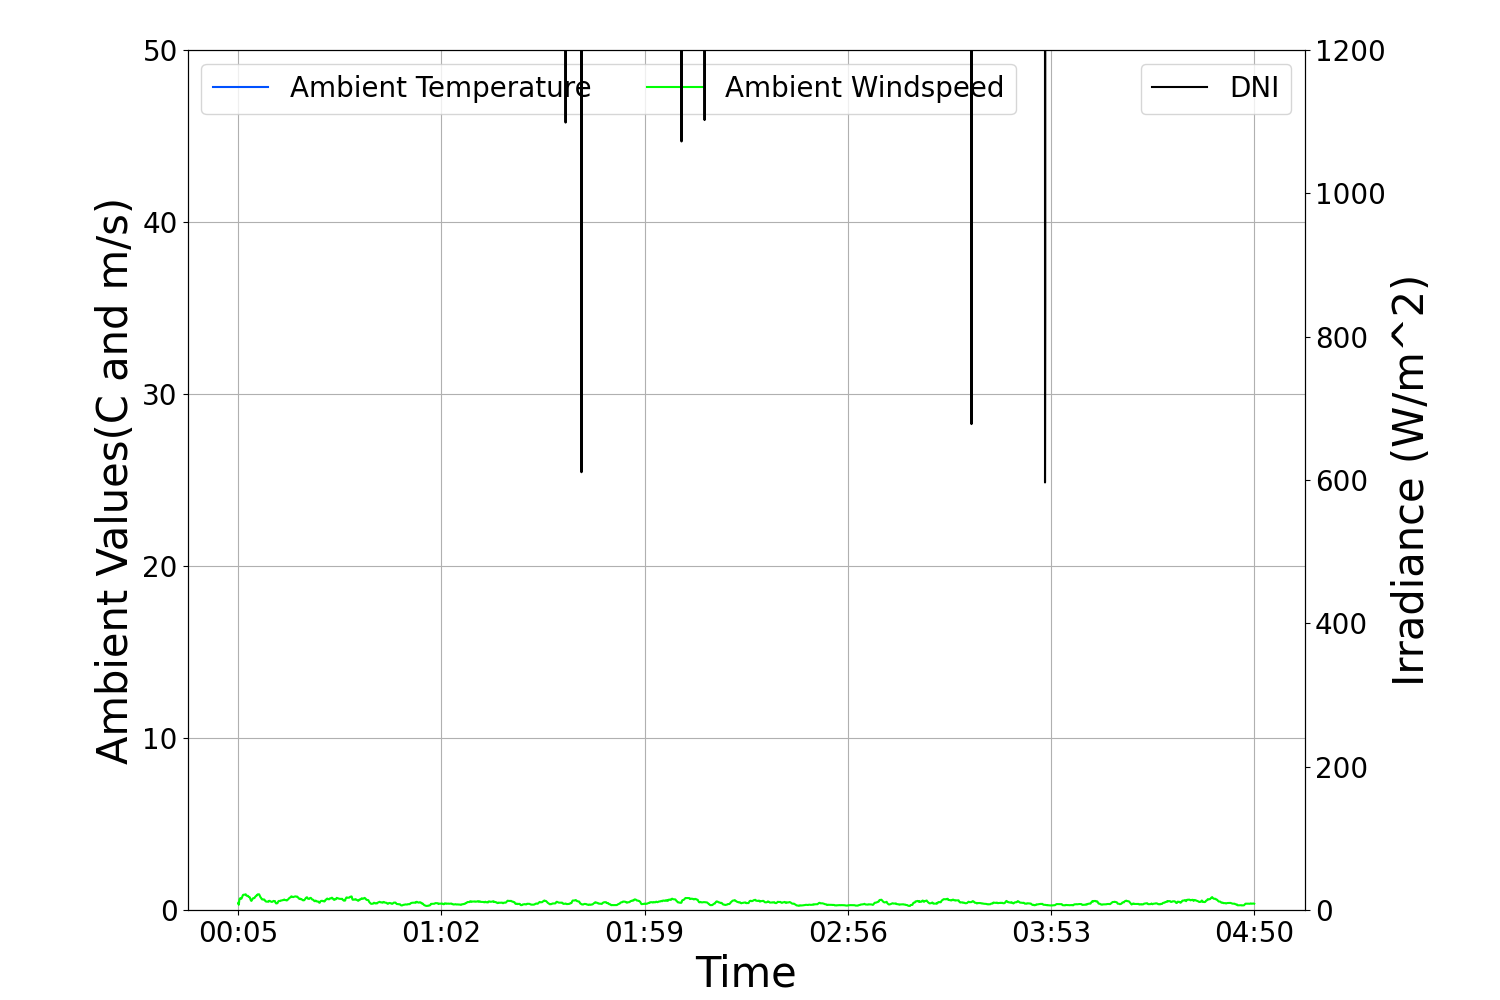 50
40
30
20
10
0
Ambient Values(C and m/s)
Ambient Temperature
Ambient Windspeed
DNI
1200
1000
800
600
400
200
0
Irradiance (W/m^2)
00:05 01:02 01:59 02:56 03:53 04:50
Time